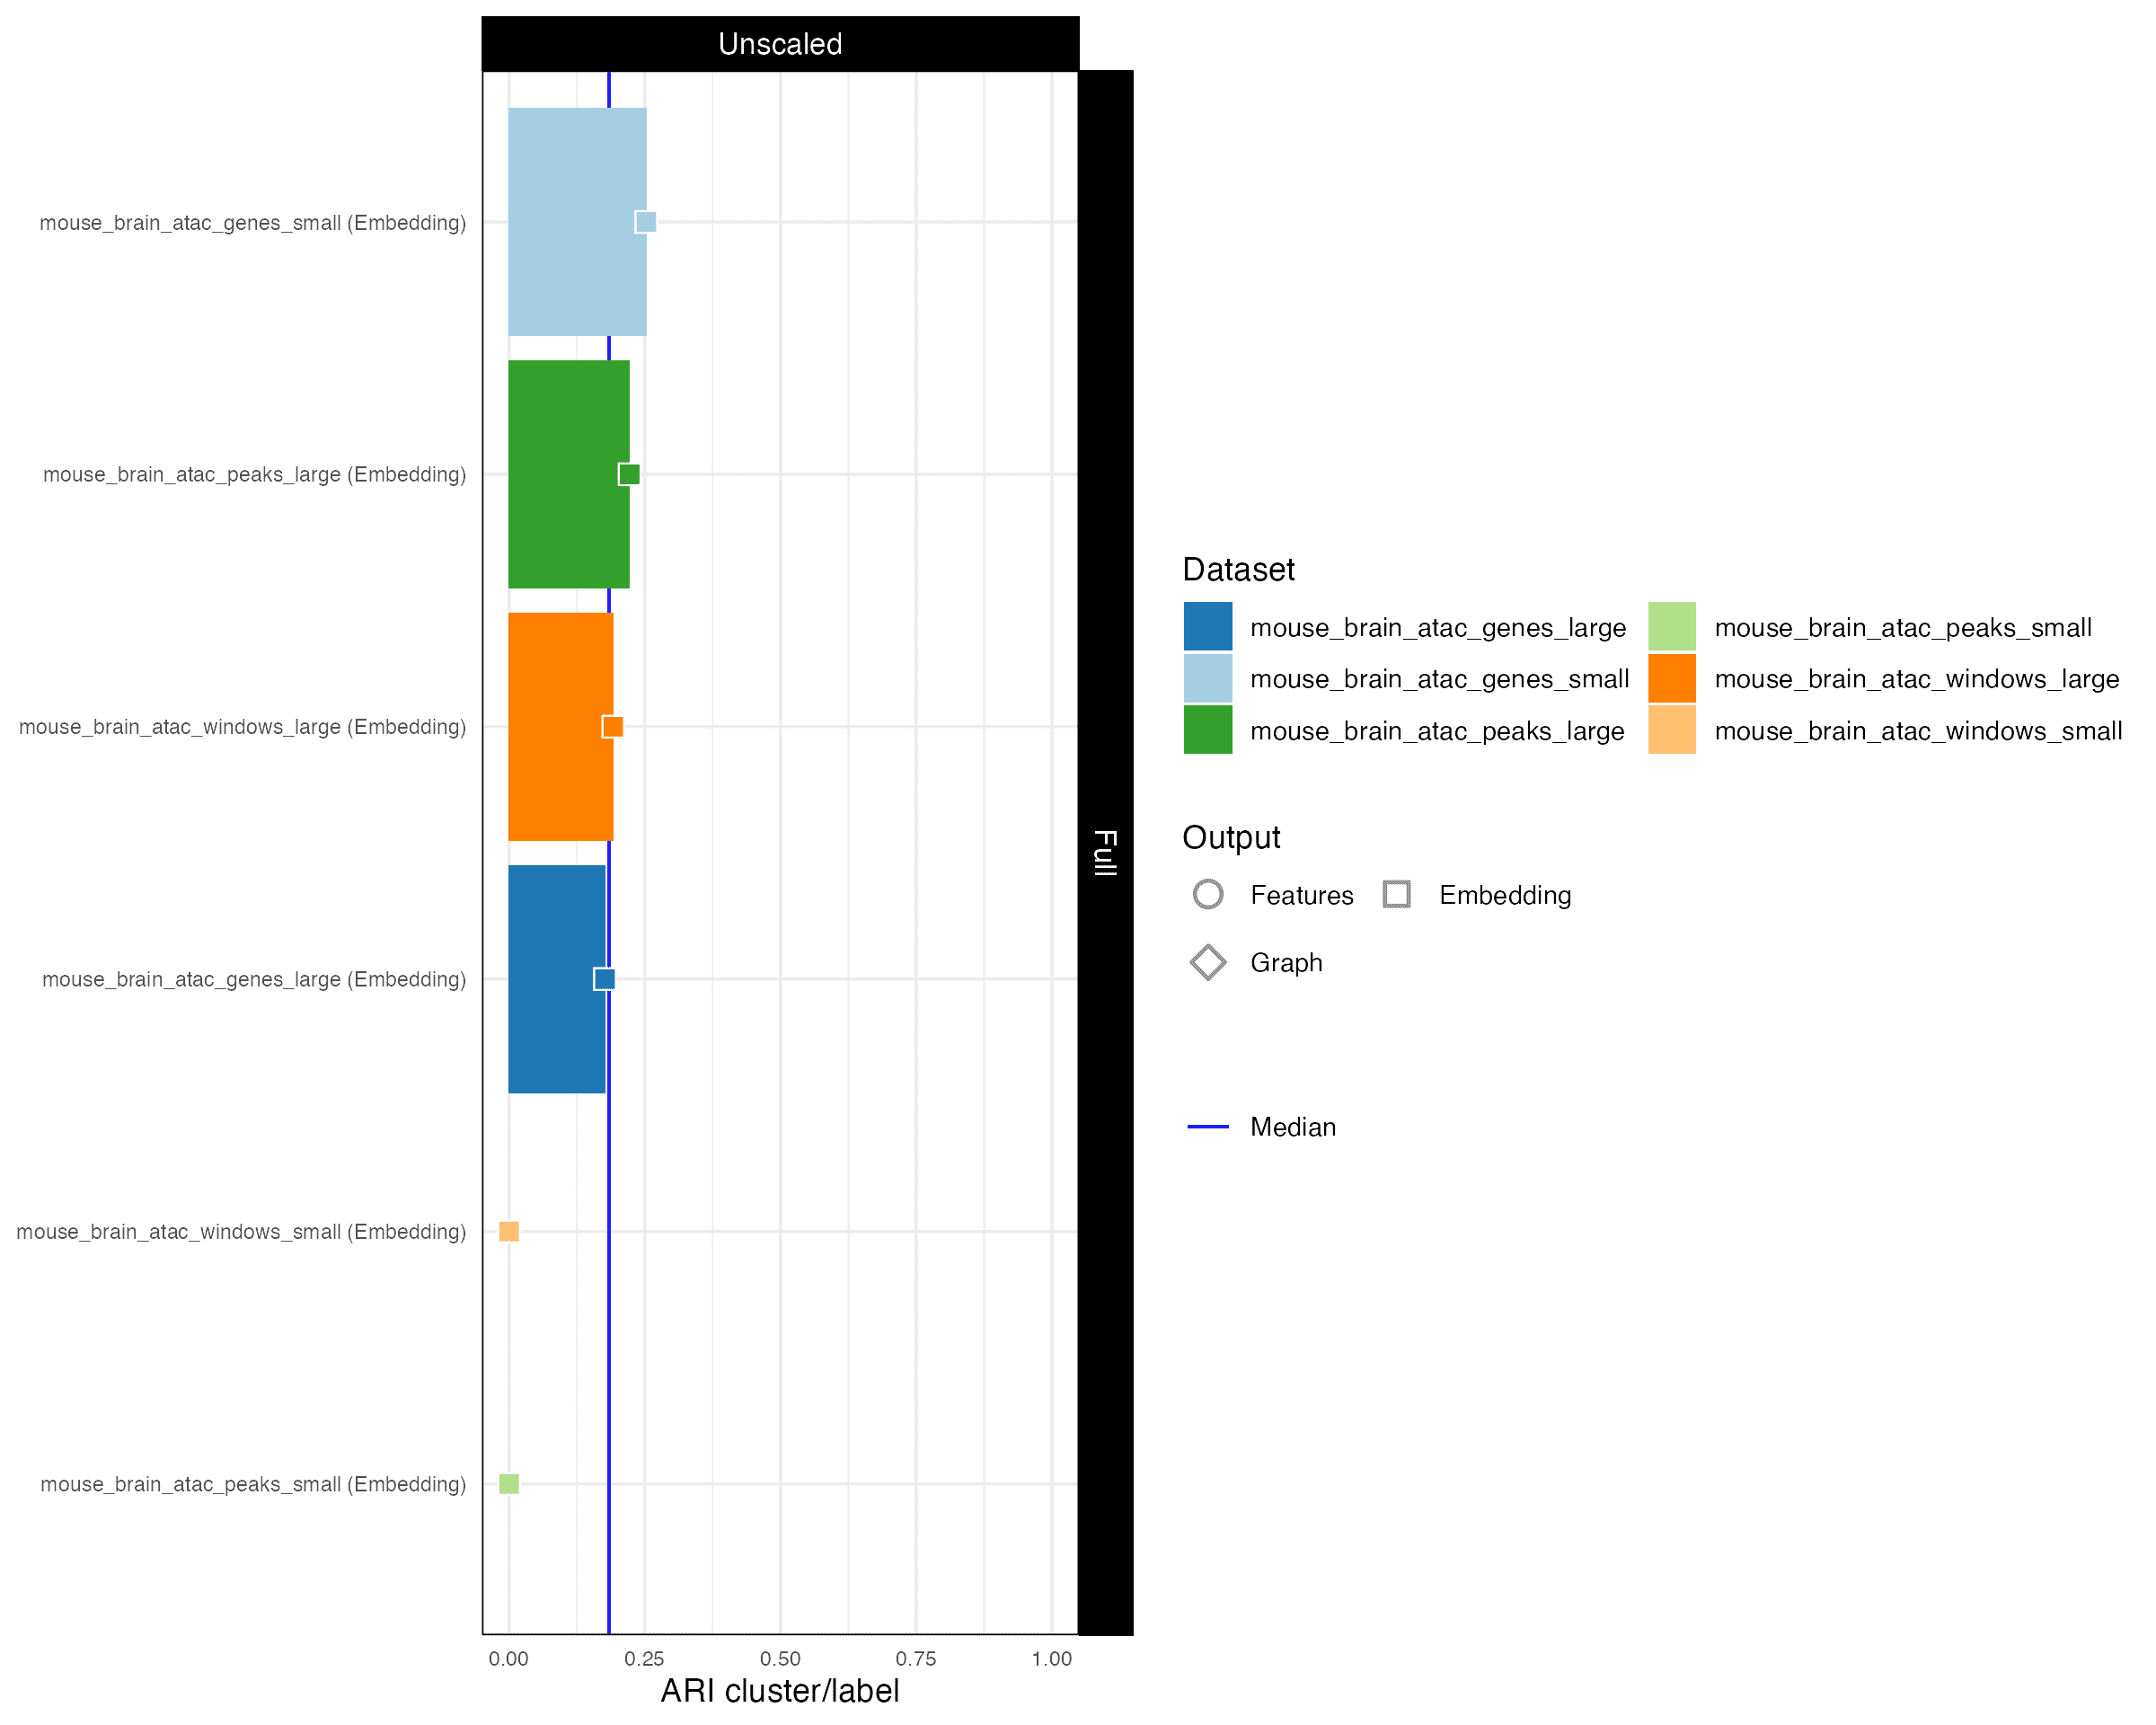 Unscaled
mouse_brain_atac_genes_small (Embedding)
mouse_brain_atac_peaks_large (Embedding)
mouse_brain_atac_windows_large (Embedding)
mouse_brain_atac_genes_large (Embedding)
mouse_brain_atac_windows_small (Embedding)
mouse_brain_atac_peaks_small (Embedding)
0.00 0.25 0.50 0.75 1.00
ARI cluster/label
Full
Dataset
mouse_brain_atac_genes_large mouse_brain_atac_peaks_small
mouse_brain_atac_genes_small mouse_brain_atac_windows_large
mouse_brain_atac_peaks_large mouse_brain_atac_windows_small
Output
Features Embedding
Graph
Median